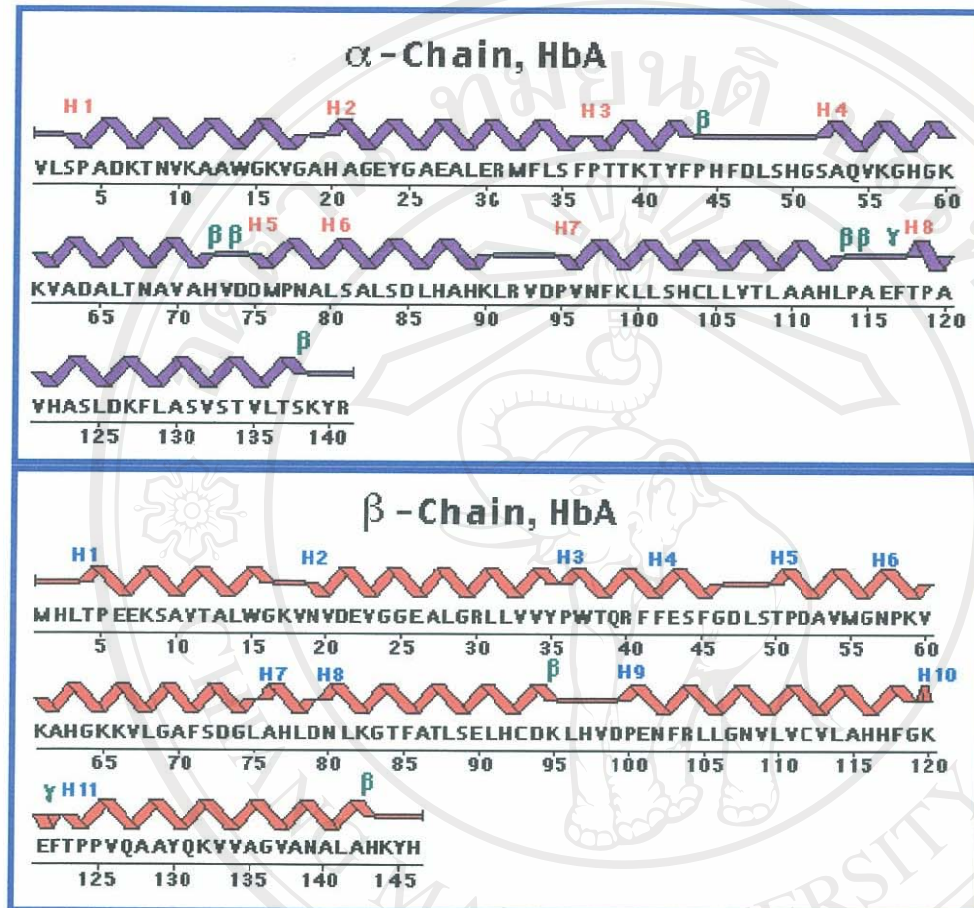 α-Chain, HbA
H1 H2 H3 β H4
VLSPADKTNVKAAWGKVGAHAGEYGAEALERMFLSFPTTKTYFPHFDLSHGSAQVKGHGK
5 10 15 20 25 30 35 40 45 50 55 60
β β H5 H6 H7 β β γ H8
KVADALTNAVAHVDDMPNALSALSDLHAHKLRVDPVNFKLLSHCLLVTLAAHLPAEFTPA
65 70 75 80 85 90 95 100 105 110 115 120
β
VHASLDKFLASVSTVLTSKYR
125 130 135 140
β-Chain, HbA
H1 H2 H3 H4 H5 H6
MHLTPEEKSAVTALWGKVNVDEVGGEALGRLLVVYPWTQRFFESFGDLSTPDAVMGNPKV
5 10 15 20 25 30 35 40 45 50 55 60
H7 H8 β H9 H10
KAHGKKVLGAFSDGLAHLDNLKGTFATLSELHCDKLHVDPENFRLLGNVLVCVLAHHFGK
65 70 75 80 85 90 95 100 105 110 115 120
γ H11 β
EFTPPVQAAYQKVVAGVANALAHKYH
125 130 135 140 145